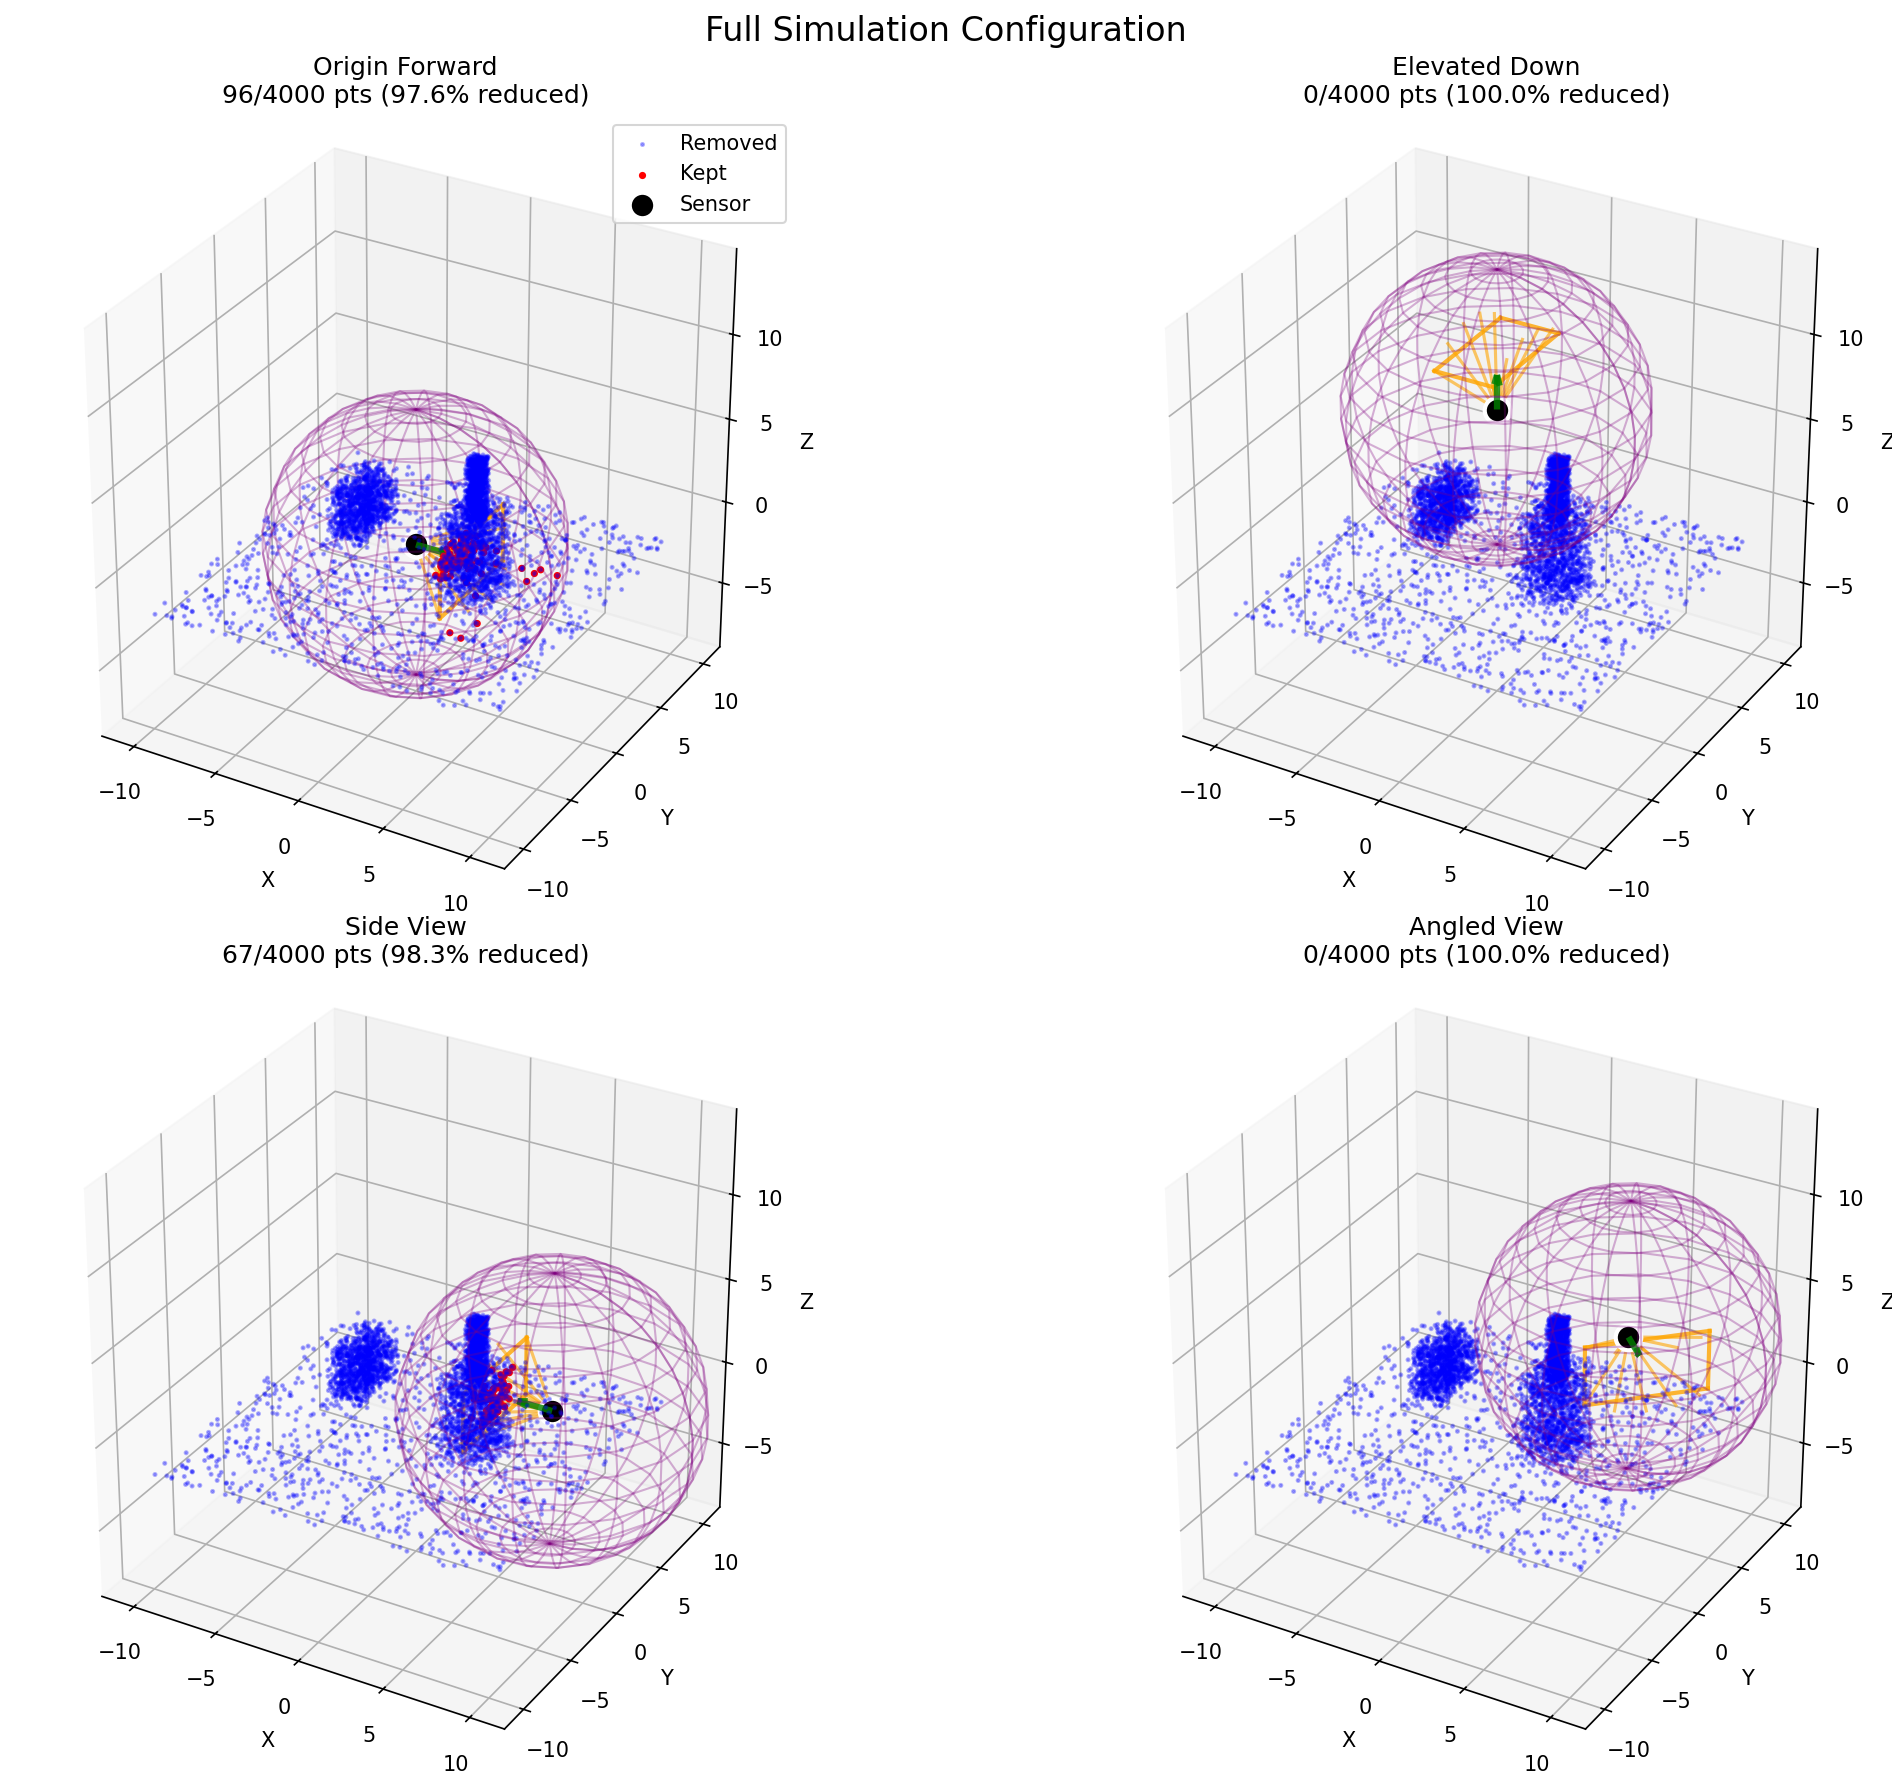 Full Simulation Configuration
Origin Forward
96/4000 pts (97.6% reduced)
Removed
Kept
Sensor
10
5
0
−5
Z
10
5
0
−5
−10
Y
−10
−5
0
5
10
X
Elevated Down
0/4000 pts (100.0% reduced)
10
5
0
−5
Z
10
5
0
−5
−10
Y
−10
−5
0
5
10
X
Side View
67/4000 pts (98.3% reduced)
10
5
0
−5
Z
10
5
0
−5
−10
Y
−10
−5
0
5
10
X
Angled View
0/4000 pts (100.0% reduced)
10
5
0
−5
Z
10
5
0
−5
−10
Y
−10
−5
0
5
10
X